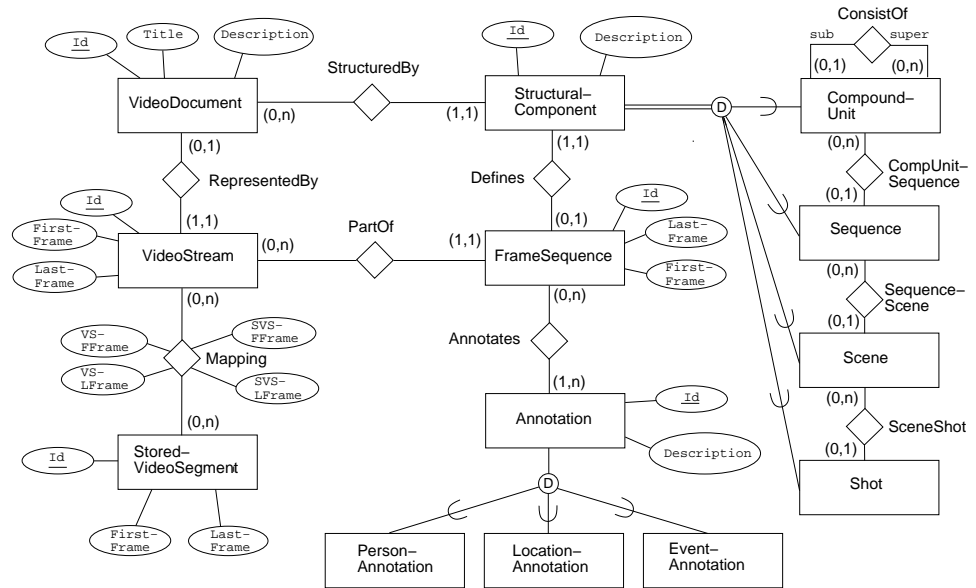 ConsistOf
sub
super
(0,1)
(0,n)
Id
Title
Description
VideoDocument
(0,n)
StructuredBy
(1,1)
Id
Description
Structural–
Component
D
Compound–
Unit
(0,1)
RepresentedBy
(1,1)
(1,1)
Defines
(0,1)
(0,n)
CompUnit–
Sequence
(0,1)
Id
First–
Frame
Last–
Frame
VideoStream
(0,n)
PartOf
(1,1)
FrameSequence
Id
Last–
Frame
First–
Frame
Sequence
(0,n)
Sequence–
Scene
(0,1)
(0,n)
VS–
FFrame
SVS–
FFrame
VS–
LFrame
SVS–
LFrame
Mapping
(0,n)
(0,n)
Annotates
(1,n)
Scene
(0,n)
SceneShot
(0,1)
Annotation
Id
Description
Id
Stored–
VideoSegment
First–
Frame
Last–
Frame
Shot
D
Person–
Annotation
Location–
Annotation
Event–
Annotation